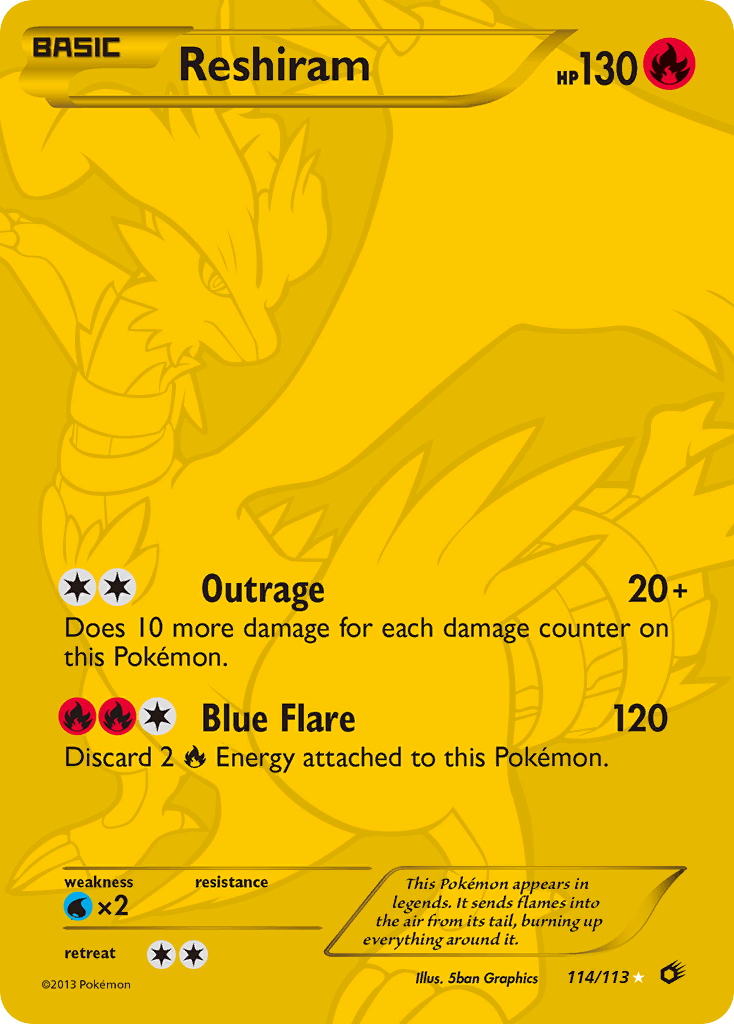 BASIC
Reshiram
HP130
Outrage
20+
Does 10 more damage for each damage counter on
this Pokémon.
Blue Flare
120
Discard 2 Energy attached to this Pokémon.
weakness
resistance
×2
This Pokémon appears in
legends. It sends flames into
the air from its tail, burning up
everything around it.
retreat
©2013 Pokémon
Illus. 5ban Graphics
114/113 ★